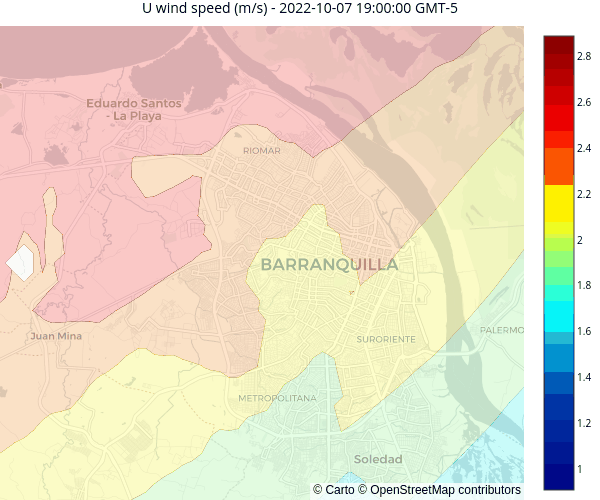 U wind speed (m/s) - 2022-10-07 19:00:00 GMT-5
Eduardo Santos
- La Playa
RIOMAR
BARRANQUILLA
Juan Mina
SURORIENTE
PALERMO
METROPOLITANA
Soledad
© Carto © OpenStreetMap contributors
2.8
2.6
2.4
2.2
2
1.8
1.6
1.4
1.2
1